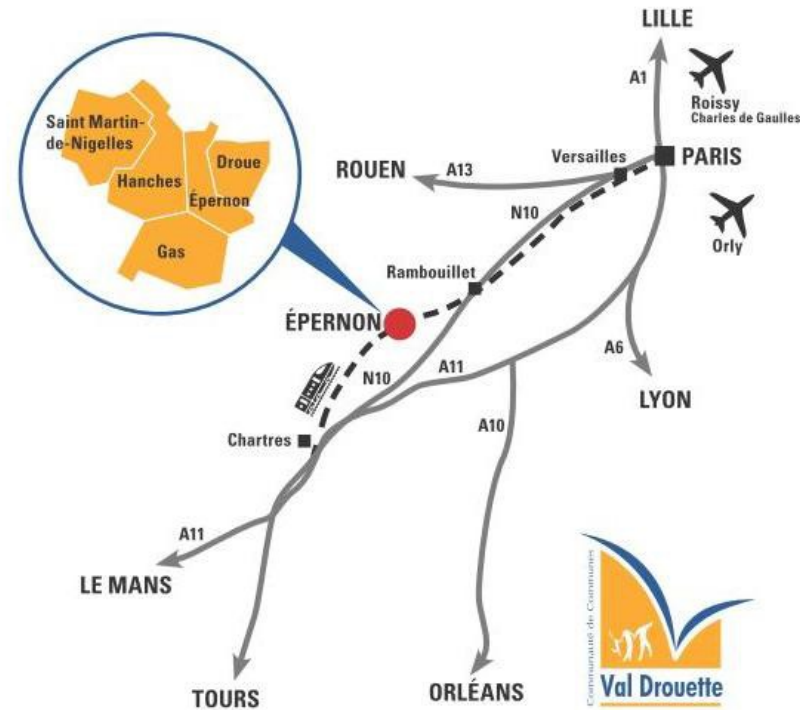 LILLE
A1
Roissy
Charles de Gaulles
Saint Martin-
de-Nigelles
Droue
Hanches
Épernon
Gas
ROUEN
A13
Versailles
PARIS
N10
Orly
Rambouillet
ÉPERNON
N10
A11
A6
LYON
Chartres
A10
A11
LE MANS
TOURS
ORLÉANS
Communauté de Communes
Val Drouette